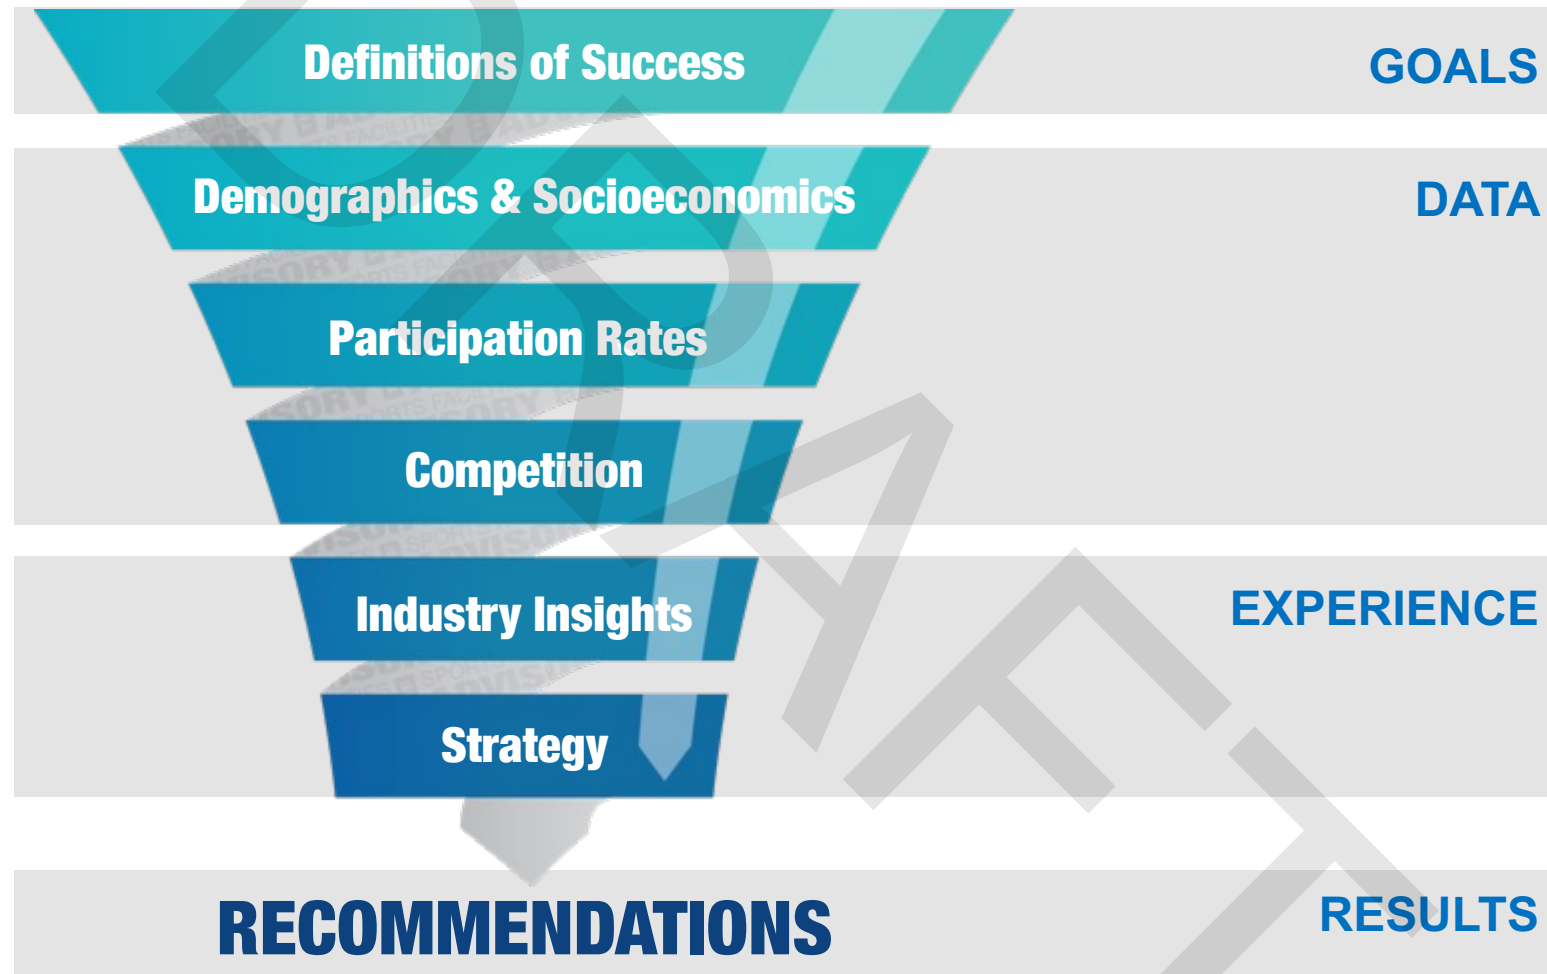 Definitions of Success
GOALS
Demographics & Socioeconomics
DATA
Participation Rates
Competition
Industry Insights
EXPERIENCE
Strategy
RECOMMENDATIONS
RESULTS
DRAFT